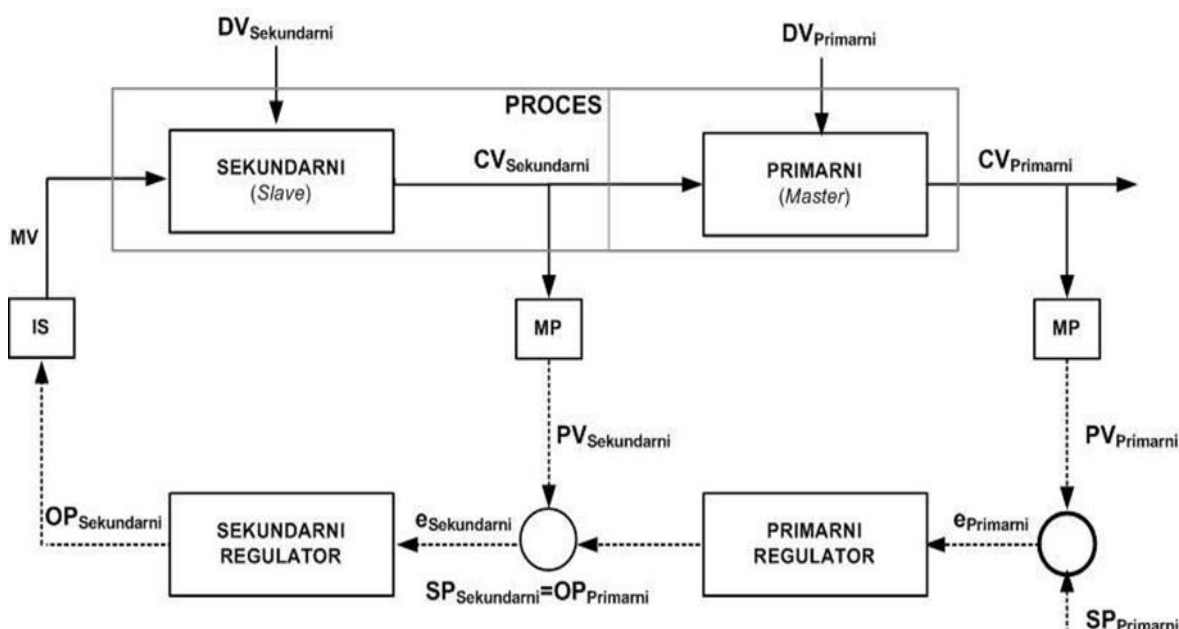 DVSekundarni
DVPrimarni
PROCES
SEKUNDARNI
(Slave)
CVSekundarni
PRIMARNI
(Master)
CVPrimarni
MV
IS
MP
MP
PVSekundarni
PVPrimarni
OPSekundarni
SEKUNDARNI
REGULATOR
eSekundarni
PRIMARNI
REGULATOR
ePrimarni
SPSekundarni=OPPrimarni
SPPrimarni